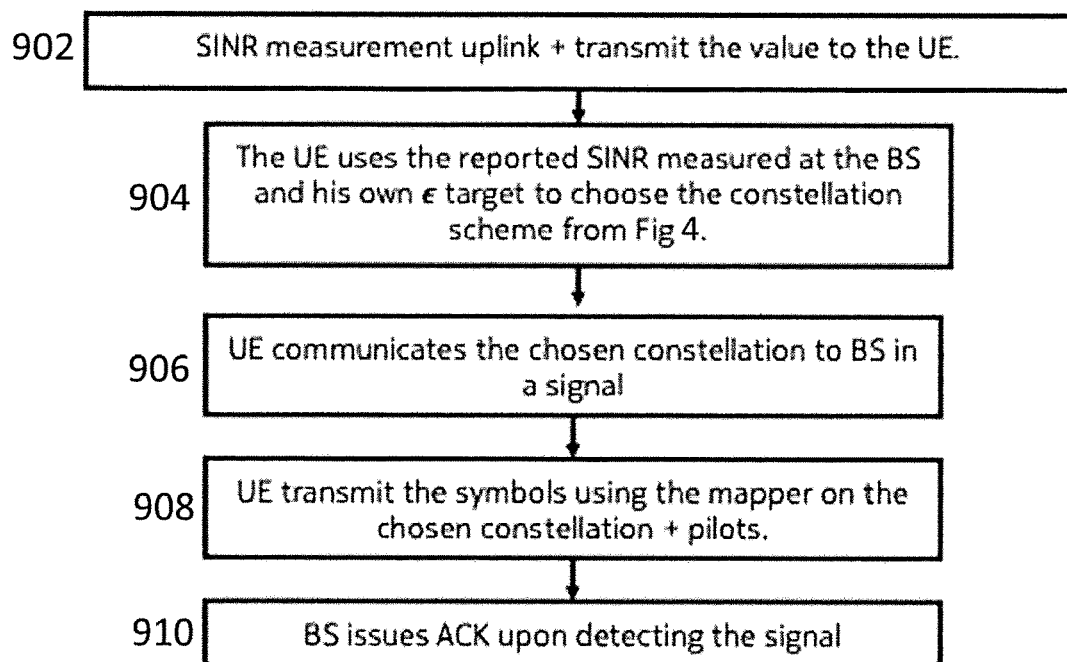 902
SINR measurement uplink + transmit the value to the UE.
904
The UE uses the reported SINR measured at the BS
and his own ϵ target to choose the constellation
scheme from Fig 4.
906
UE communicates the chosen constellation to BS in
a signal
908
UE transmit the symbols using the mapper on the
chosen constellation + pilots.
910
BS issues ACK upon detecting the signal